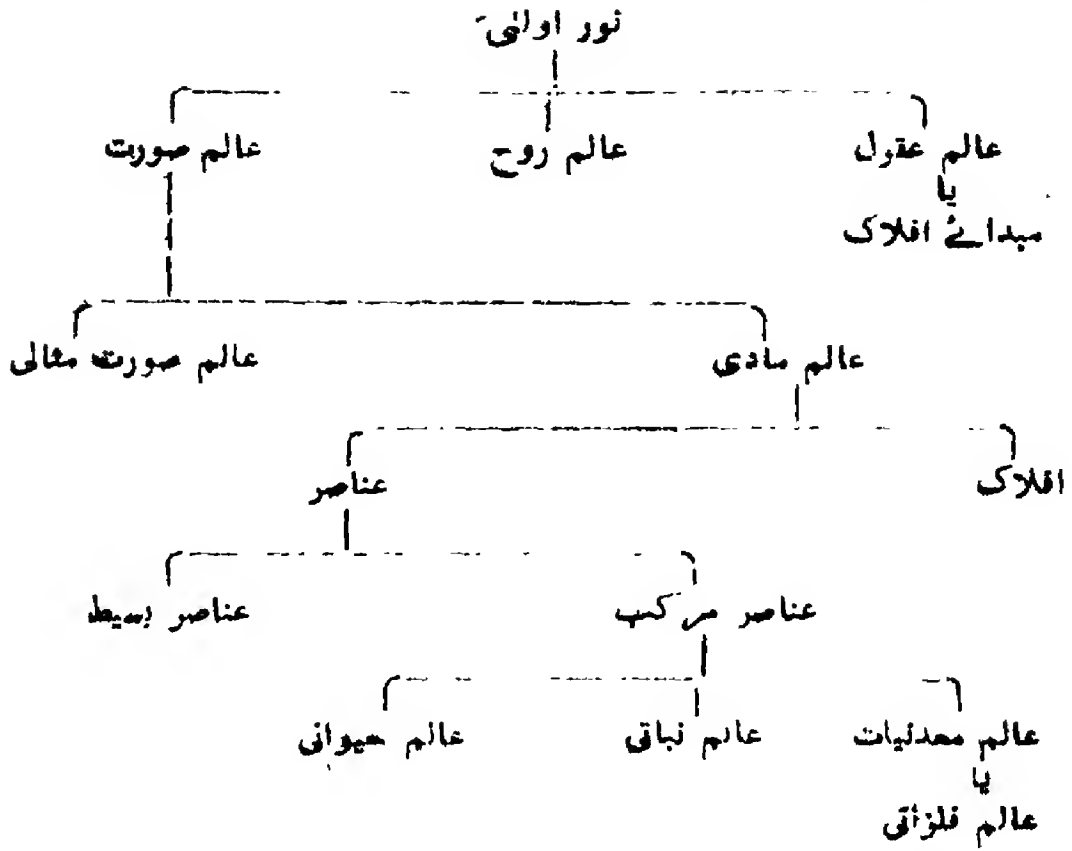 نور اولیٰ
عالم عقول عالم روح عالم صورت
یا
مبدائے افلاک
عالم مادی عالم صورت مثالی
افلاک عناصر
عناصر مرکب عناصر بسیط
عالم معدنیات عالم نباتی عالم حیوانی
یا
عالم فلزاتی